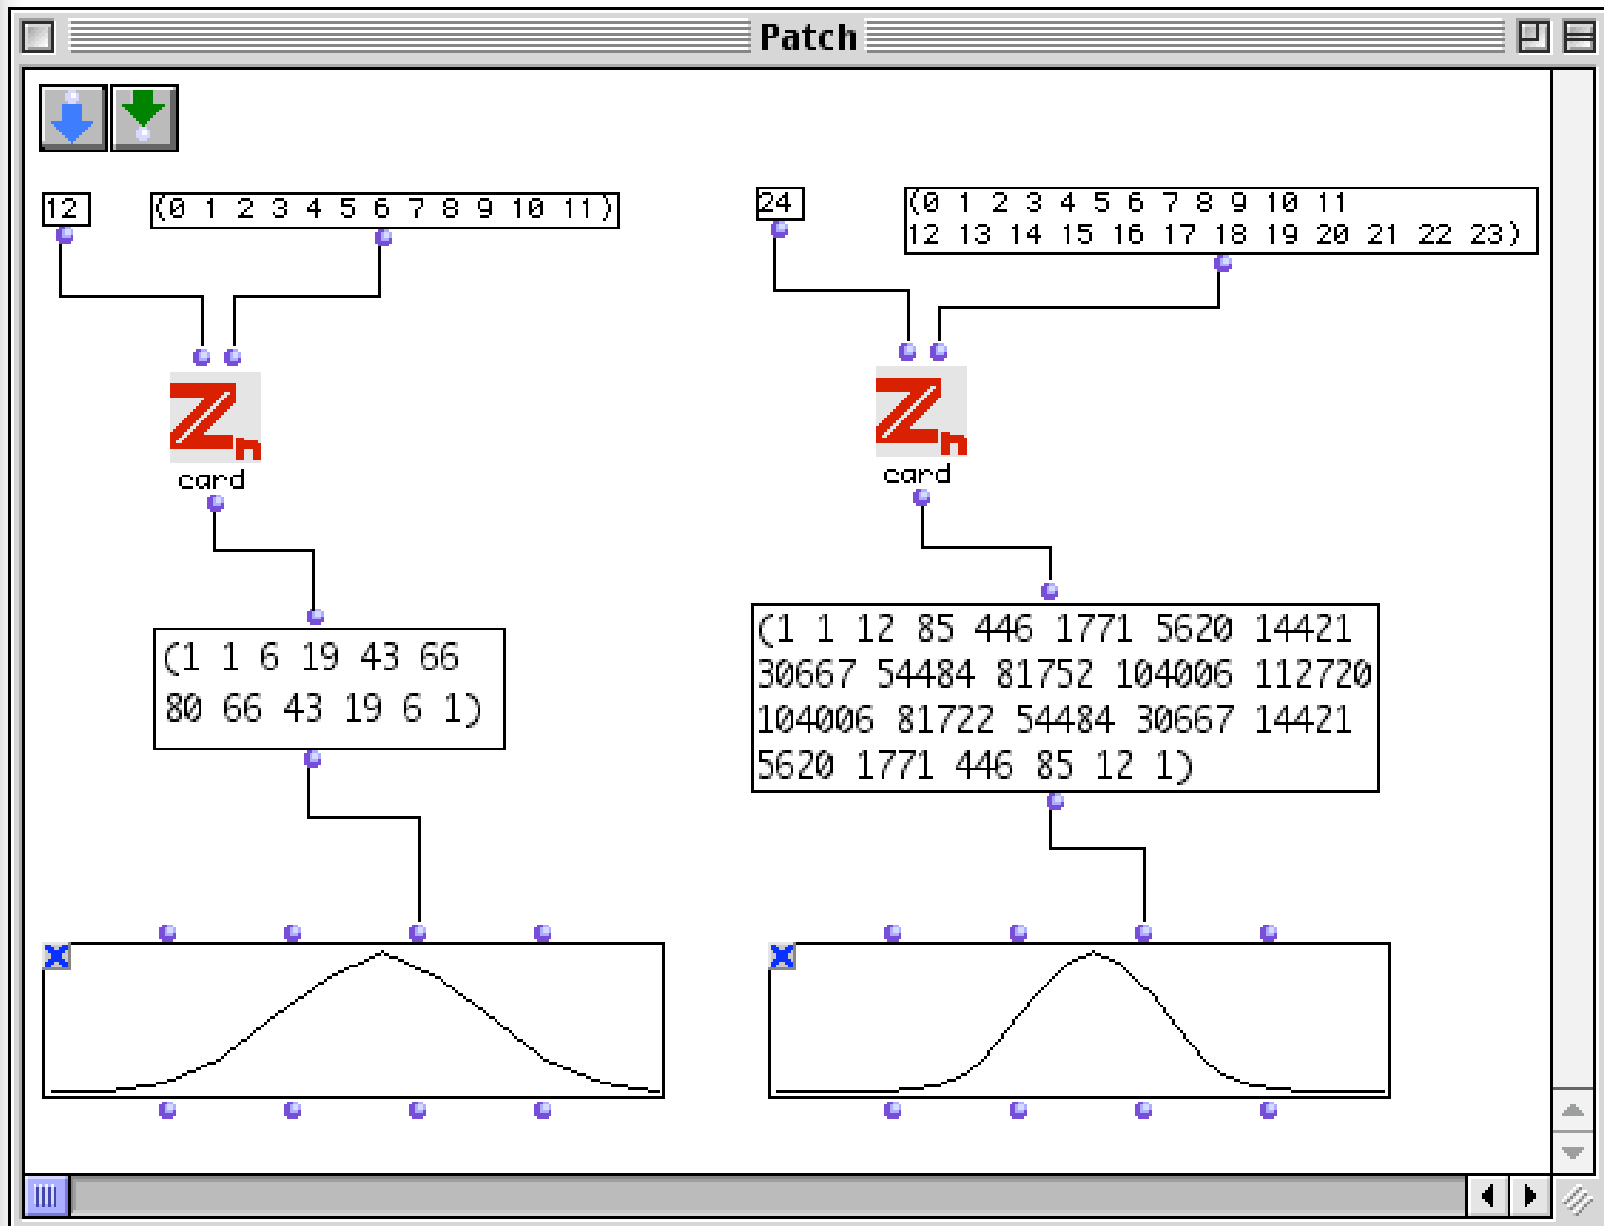 Patch
12
(0 1 2 3 4 5 6 7 8 9 10 11)
Zn
card
(1 1 6 19 43 66
80 66 43 19 6 1)
24
(0 1 2 3 4 5 6 7 8 9 10 11
12 13 14 15 16 17 18 19 20 21 22 23)
Zn
card
(1 1 12 85 446 1771 5620 14421
30667 54484 81752 104006 112720
104006 81722 54484 30667 14421
5620 1771 446 85 12 1)